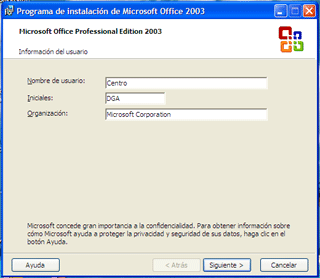 Programa de instalación de Microsoft Office 2003
Microsoft Office Professional Edition 2003
Información del usuario
Nombre de usuario:
Centro
Iniciales:
DGA
Organización:
Microsoft Corporation
Microsoft concede gran importancia a la confidencialidad. Para obtener información sobre
cómo Microsoft ayuda a proteger la privacidad y seguridad de sus datos, haga clic en el
botón Ayuda.
Ayuda
< Atrás
Siguiente >
Cancelar